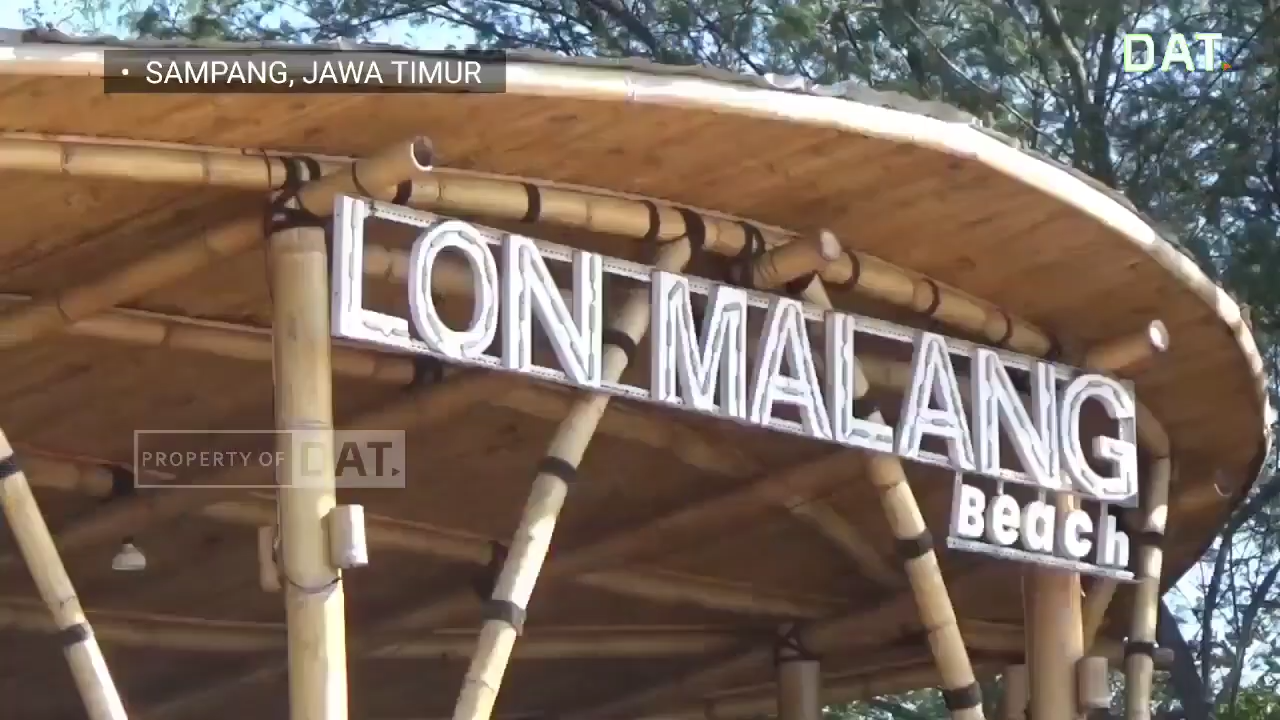 • SAMPANG, JAWA TIMUR
DAT.
LON MALANG
Beach
PROPERTY OF DAT.